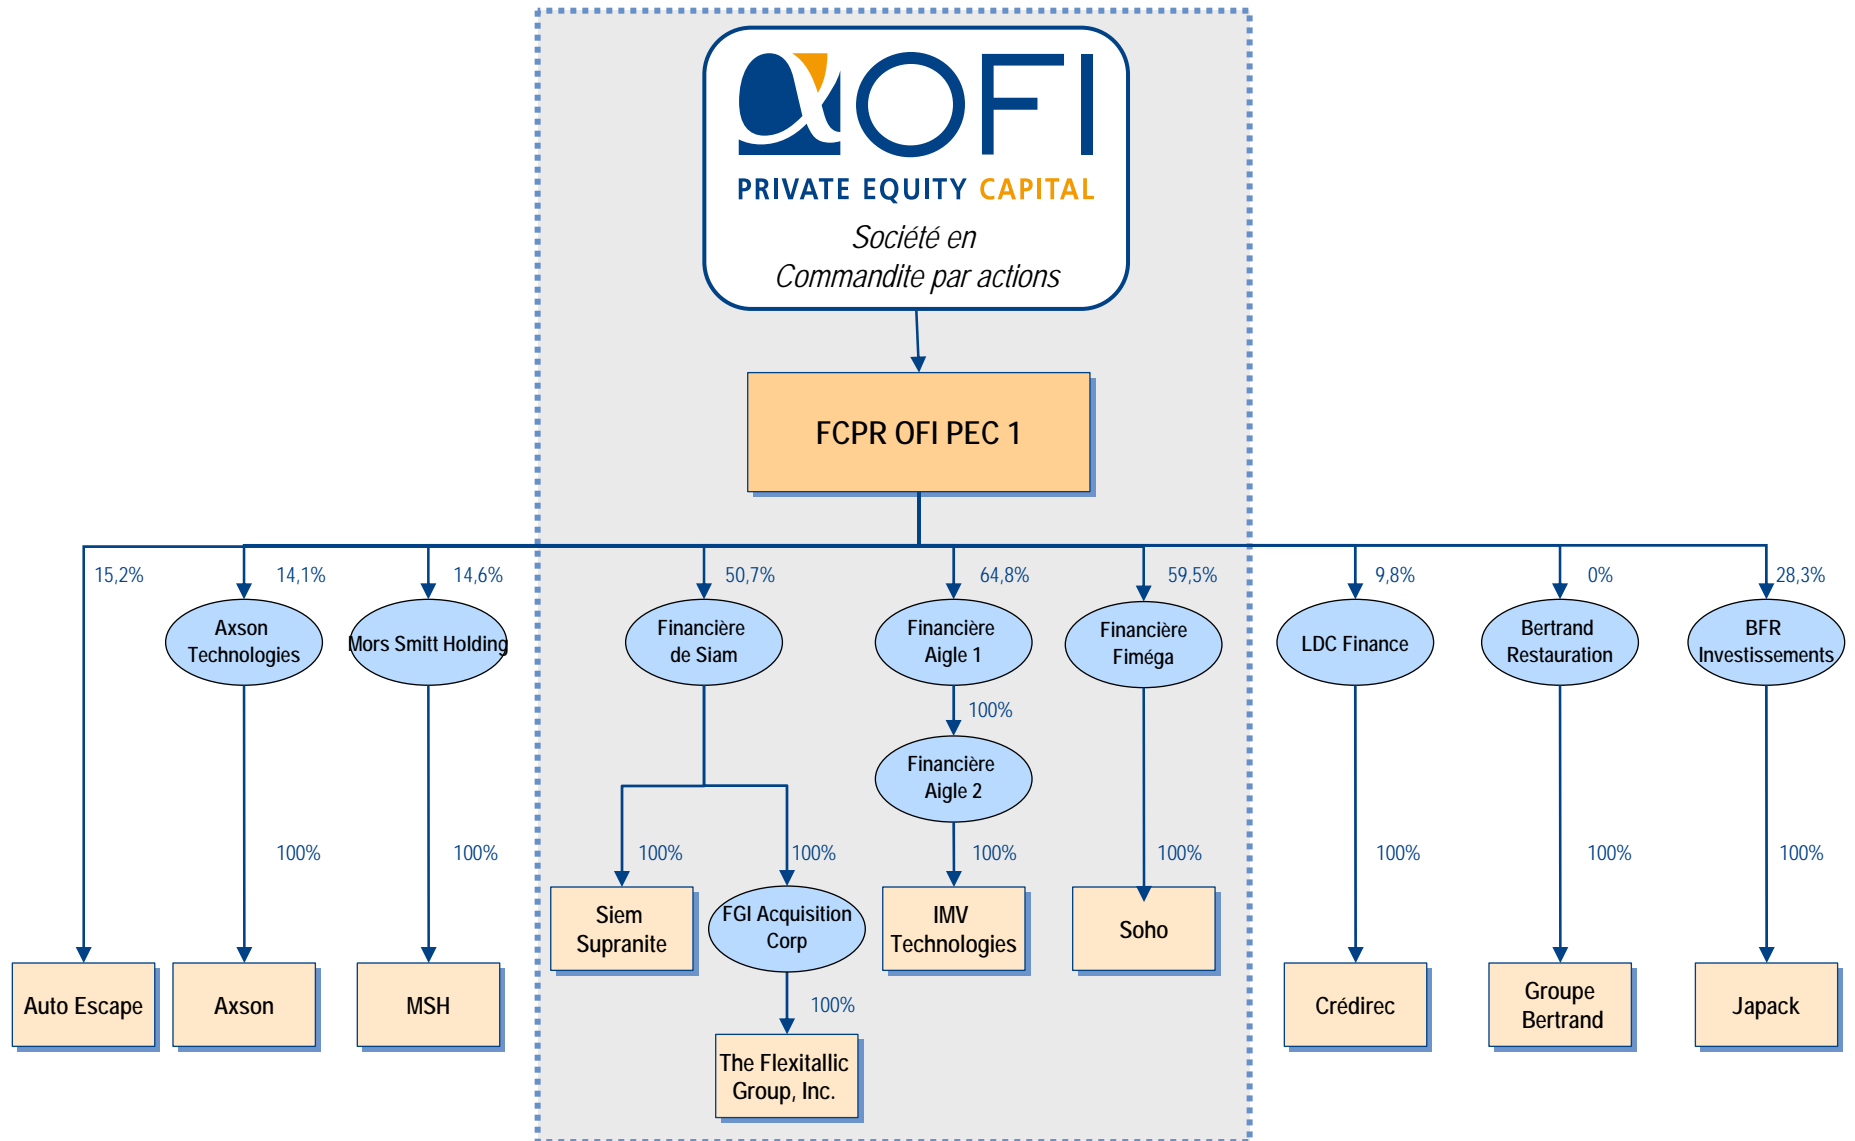 OFI
PRIVATE EQUITY CAPITAL
Société en
Commandite par actions
FCPR OFI PEC 1
15,2%
14,1%
14,6%
50,7%
64,8%
59,5%
9,8%
0%
28,3%
Axson
Technologies
Mors Smitt Holding
Financière
de Siam
Financière
Aigle 1
Financière
Fiméga
LDC Finance
Bertrand
Restauration
BFR
Investissements
100%
Financière
Aigle 2
100%
100%
100%
100%
100%
100%
100%
100%
100%
Siem
Supranite
FGI Acquisition
Corp
IMV
Technologies
Soho
Auto Escape
Axson
MSH
100%
Crédirec
Groupe
Bertrand
Japack
The Flexitallic
Group, Inc.